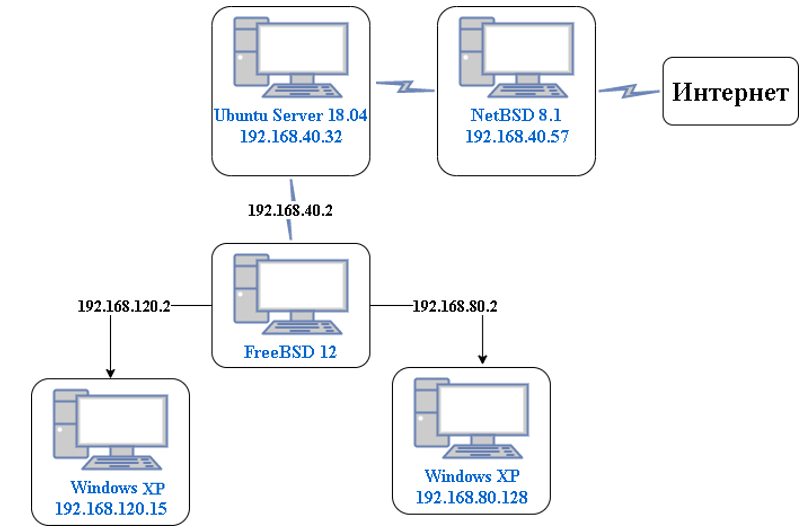 Ubuntu Server 18.04
192.168.40.32
NetBSD 8.1
192.168.40.57
Интернет
192.168.40.2
FreeBSD 12
192.168.120.2
192.168.80.2
Windows XP
192.168.120.15
Windows XP
192.168.80.128